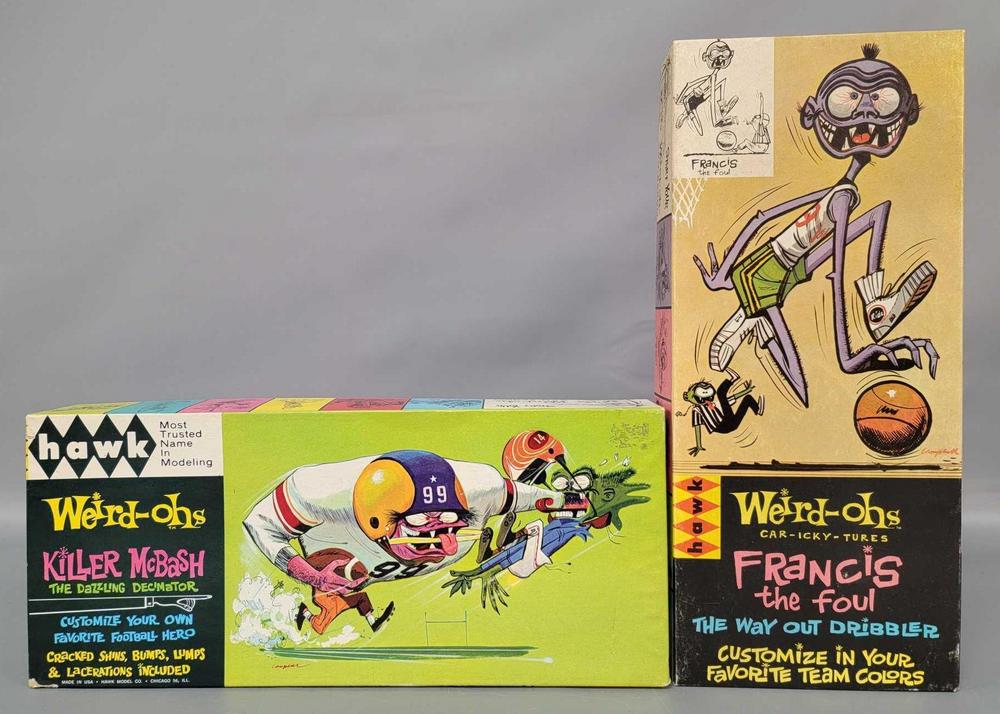 hawk
Most
Trusted
Name
In
Modeling
Weird-ohs
KILLER McBASH
THE DAZZLING DECIMATOR
CUSTOMIZE YOUR OWN
FAVORITE FOOTBALL HERO
CRACKED SHINS, BUMPS, LUMPS
& LACERATIONS INCLUDED
MADE IN USA • HAWK MODEL CO. • CHICAGO 56, ILL.
99
14
FRANCIS
the foul
hawk
Weird-ohs
CAR-ICKY-TURES
FRANCIS
the foul
THE WAY OUT DRIBBLER
CUSTOMIZE IN YOUR
FAVORITE TEAM COLORS